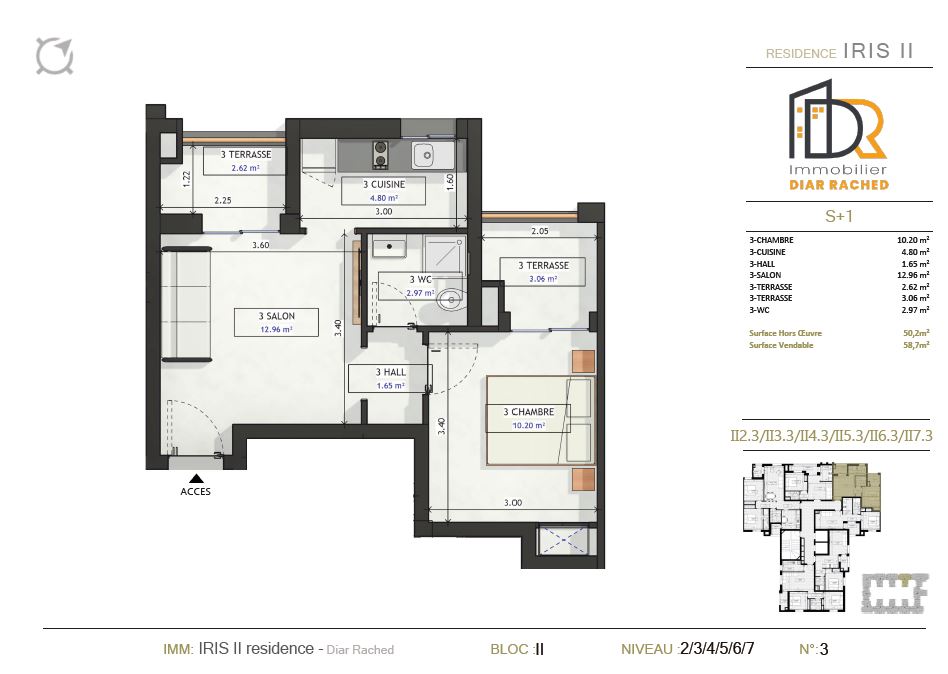 RESIDENCE IRIS II
Immobilier
DIAR RACHED
S+1
3-CHAMBRE 10.20 m²
3-CUISINE 4.80 m²
3-HALL 1.65 m²
3-SALON 12.96 m²
3-TERRASSE 2.62 m²
3-TERRASSE 3.06 m²
3-WC 2.97 m²
Surface Hors Œuvre 50,2m²
Surface Vendable 58,7m²
II2.3/II3.3/II4.3/II5.3/II6.3/II7.3
3 TERRASSE
2.62 m²
1.22
2.25
3 CUISINE
4.80 m²
3.00
1.60
3.60
3 WC
2.97 m²
2.05
3 TERRASSE
3.06 m²
3 SALON
12.96 m²
3.40
3 HALL
1.65 m²
3 CHAMBRE
10.20 m²
3.40
3.00
ACCES
IMM: IRIS II residence - Diar Rached BLOC :II NIVEAU :2/3/4/5/6/7 N°:3